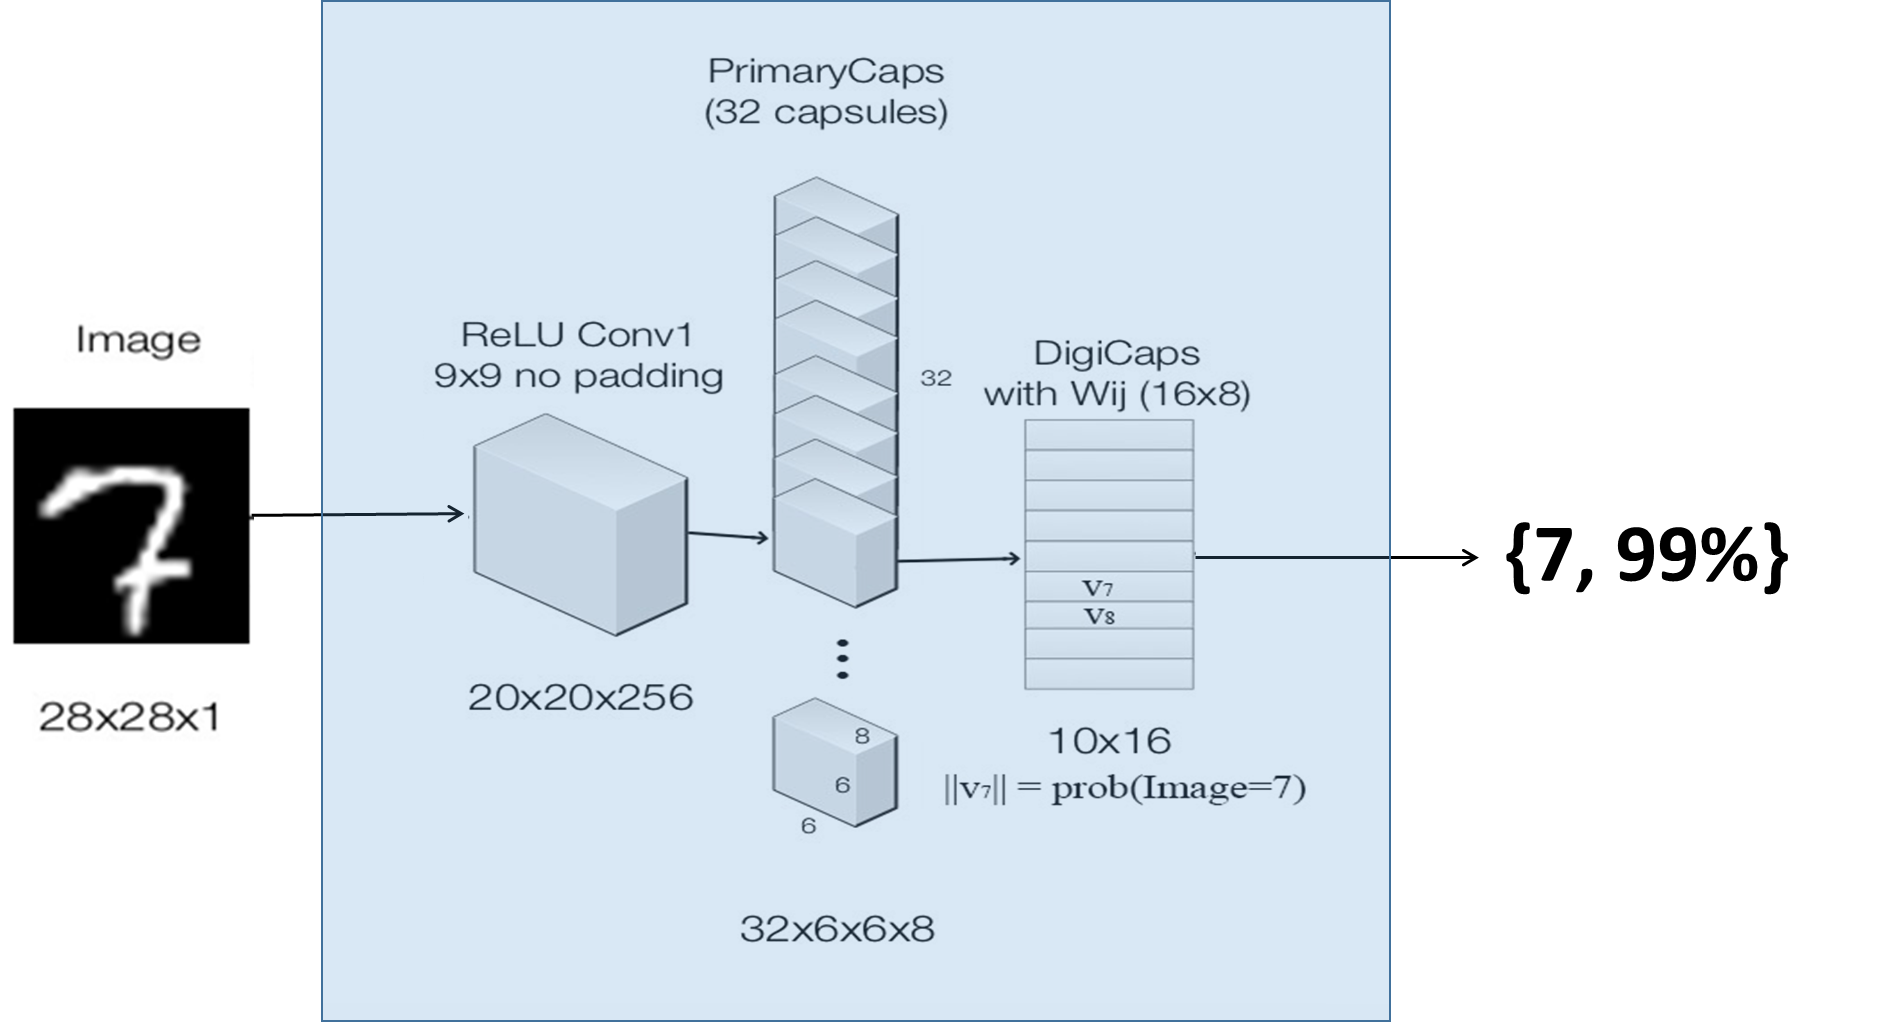 Image
28x28x1
ReLU Conv1
9x9 no padding
20x20x256
PrimaryCaps
(32 capsules)
32
8
6
6
32x6x6x8
DigiCaps
with Wij (16x8)
v₇
v₈
10x16
||v₇|| = prob(Image=7)
{7, 99%}